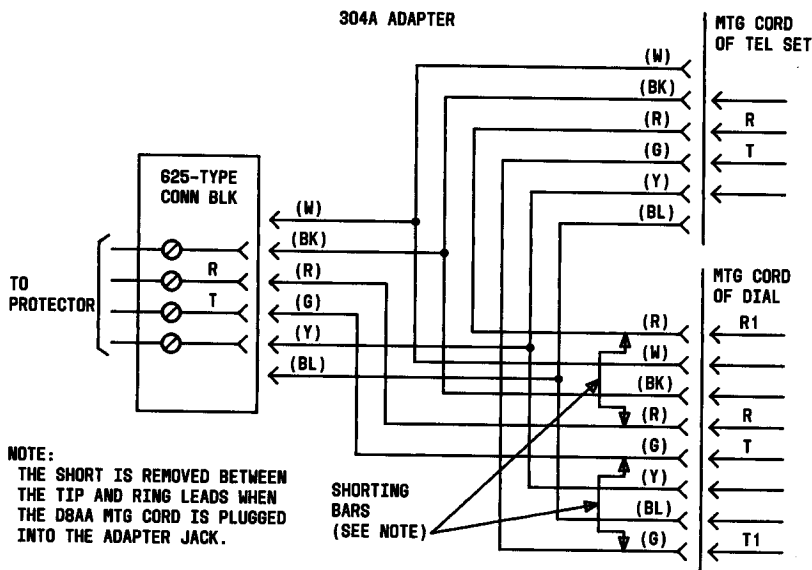 304A ADAPTER
MTG CORD
OF TEL SET
(W)
(BK)
(R)
R
(G)
T
(Y)
(BL)
625-TYPE
CONN BLK
(W)
(BK)
R
(R)
T
(G)
(Y)
(BL)
TO
PROTECTOR
MTG CORD
OF DIAL
(R)
R1
(W)
(BK)
(R)
R
(G)
T
(Y)
(BL)
(G)
T1
NOTE:
THE SHORT IS REMOVED BETWEEN
THE TIP AND RING LEADS WHEN
THE D8AA MTG CORD IS PLUGGED
INTO THE ADAPTER JACK.
SHORTING
BARS
(SEE NOTE)